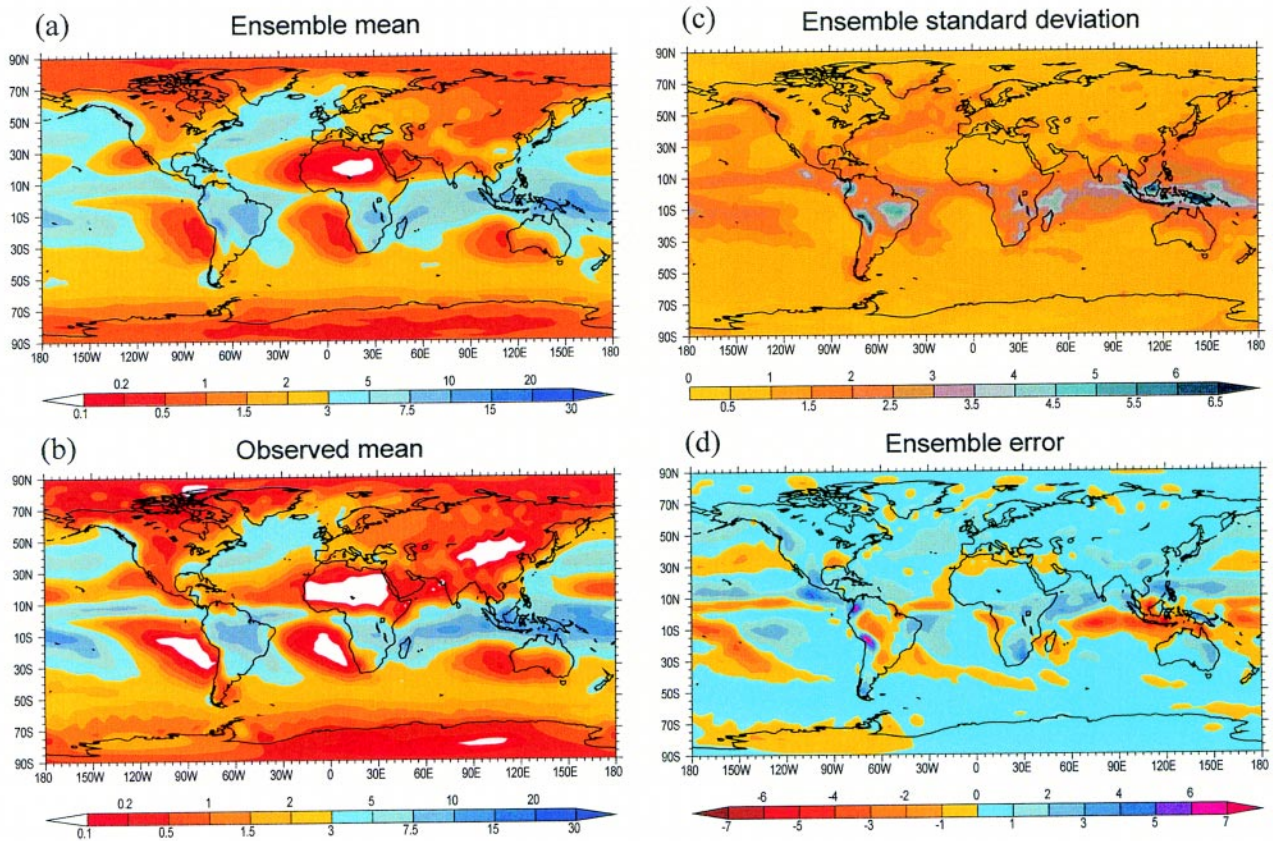 (a) Ensemble mean
90N
70N
50N
30N
10N
10S
30S
50S
70S
90S
180 150W 120W 90W 60W 30W 0 30E 60E 90E 120E 150E 180
0.2 1 2 5 10 20
0.1 0.5 1.5 3 7.5 15 30
(c) Ensemble standard deviation
90N
70N
50N
30N
10N
10S
30S
50S
70S
90S
180 150W 120W 90W 60W 30W 0 30E 60E 90E 120E 150E 180
0 1 2 3 4 5 6
0.5 1.5 2.5 3.5 4.5 5.5 6.5
(b) Observed mean
90N
70N
50N
30N
10N
10S
30S
50S
70S
90S
180 150W 120W 90W 60W 30W 0 30E 60E 90E 120E 150E 180
0.2 1 2 5 10 20
0.1 0.5 1.5 3 7.5 15 30
(d) Ensemble error
90N
70N
50N
30N
10N
10S
30S
50S
70S
90S
180 150W 120W 90W 60W 30W 0 30E 60E 90E 120E 150E 180
-6 -4 -2 0 2 4 6
-7 -5 -3 -1 1 3 5 7